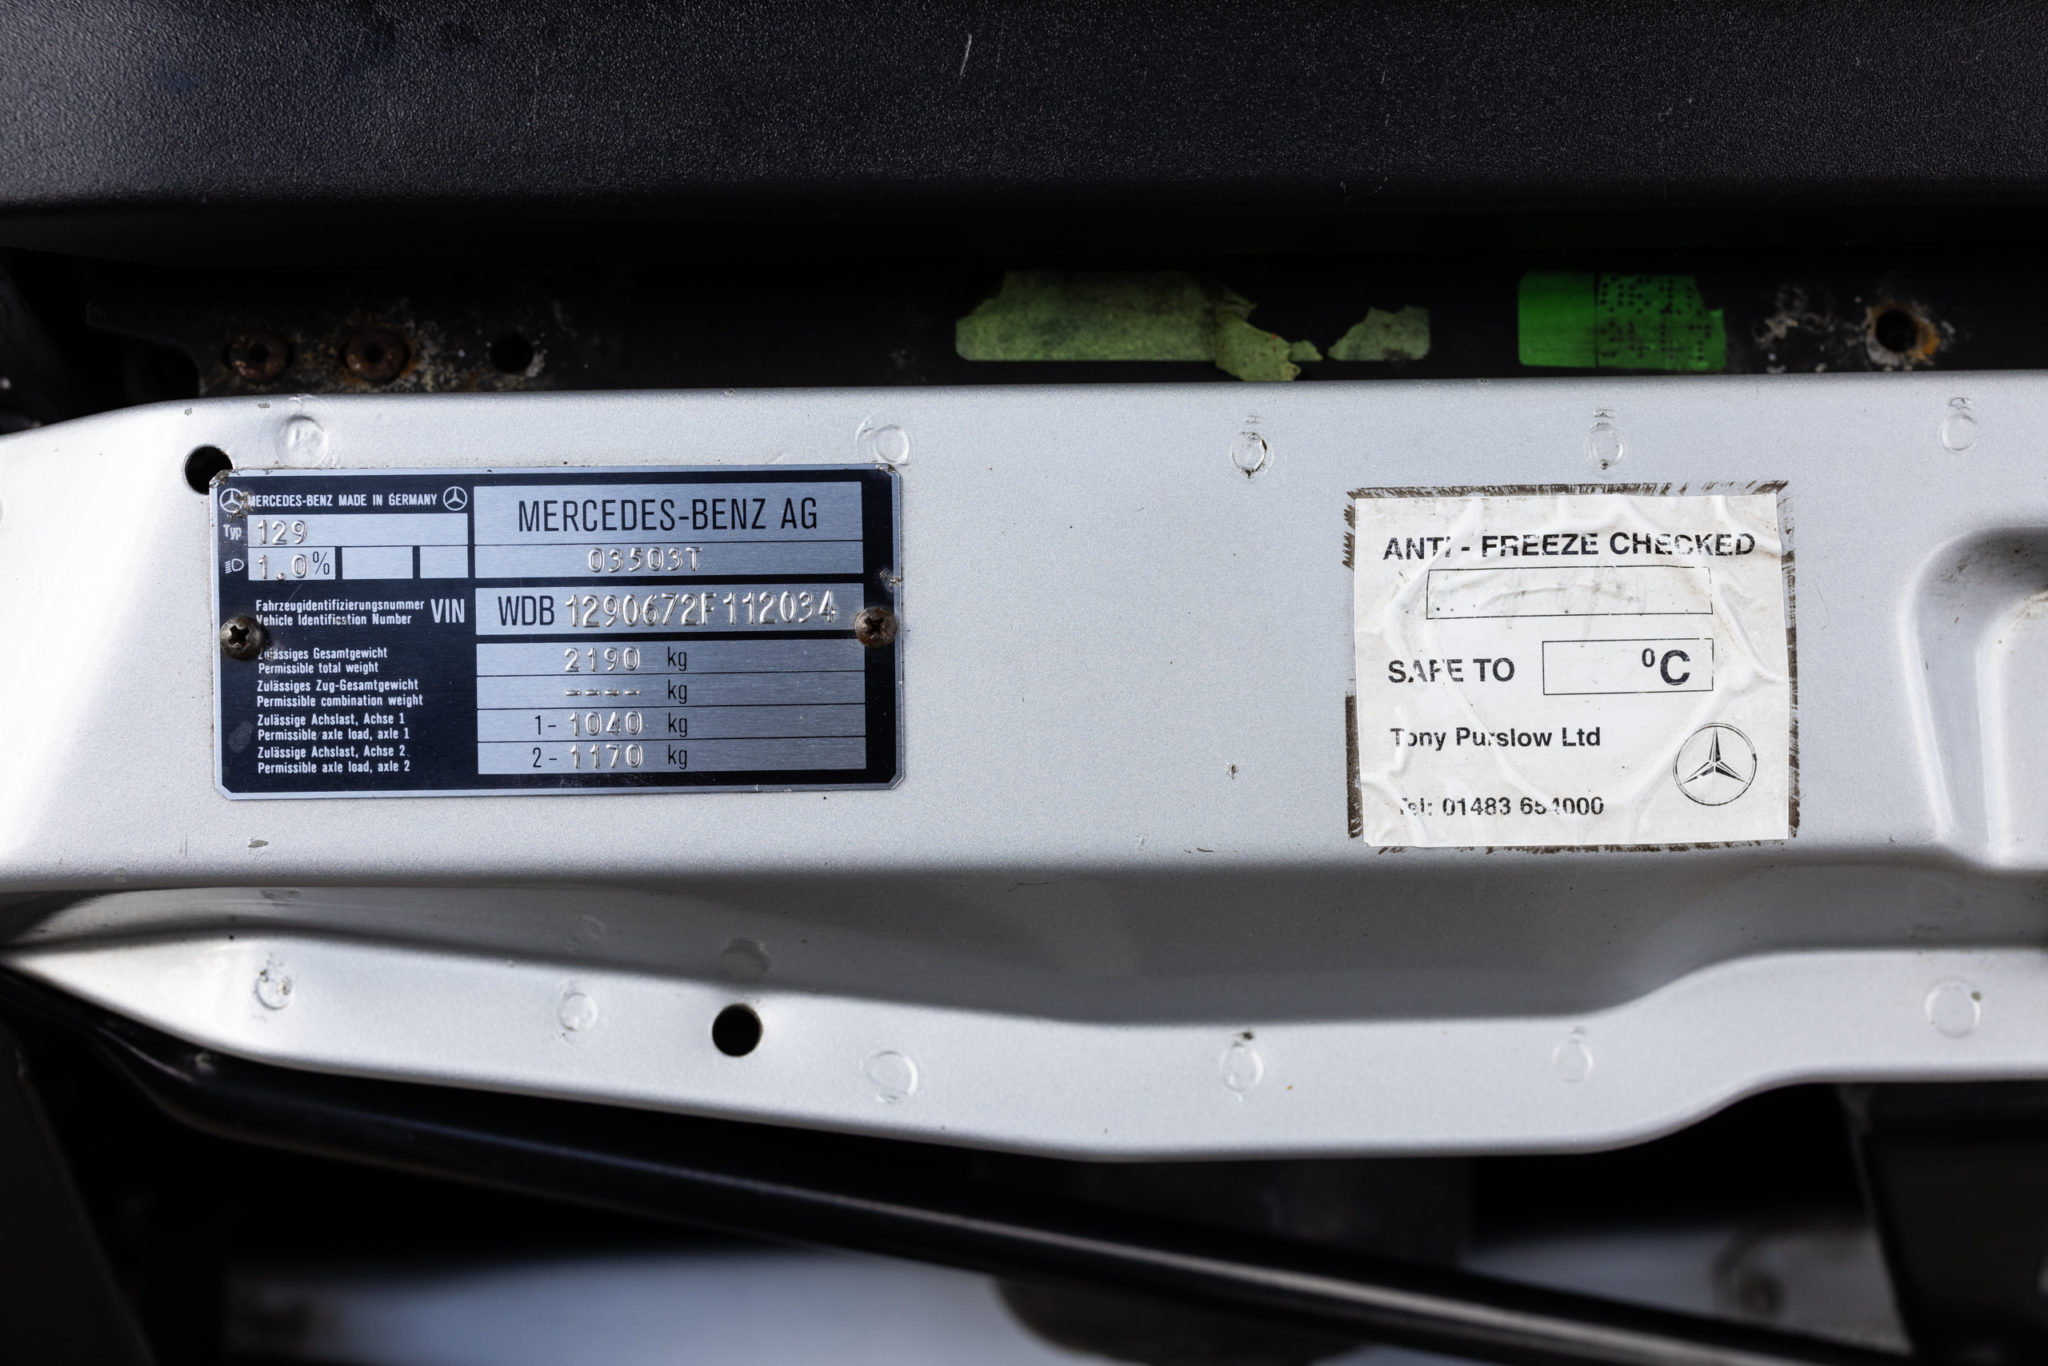 MERCEDES-BENZ MADE IN GERMANY
Typ 129
1.0%
MERCEDES-BENZ AG
03503T
Fahrzeugidentifizierungsnummer
Vehicle Identification Number
VIN
WDB 1290672F112034
Zulässiges Gesamtgewicht
Permissible total weight
2190 kg
Zulässiges Zug-Gesamtgewicht
Permissible combination weight
---- kg
Zulässige Achslast, Achse 1
Permissible axle load, axle 1
1- 1040 kg
Zulässige Achslast, Achse 2
Permissible axle load, axle 2
2- 1170 kg
ANTI - FREEZE CHECKED
SAFE TO
ºC
Tony Purslow Ltd
Tel: 01483 654000